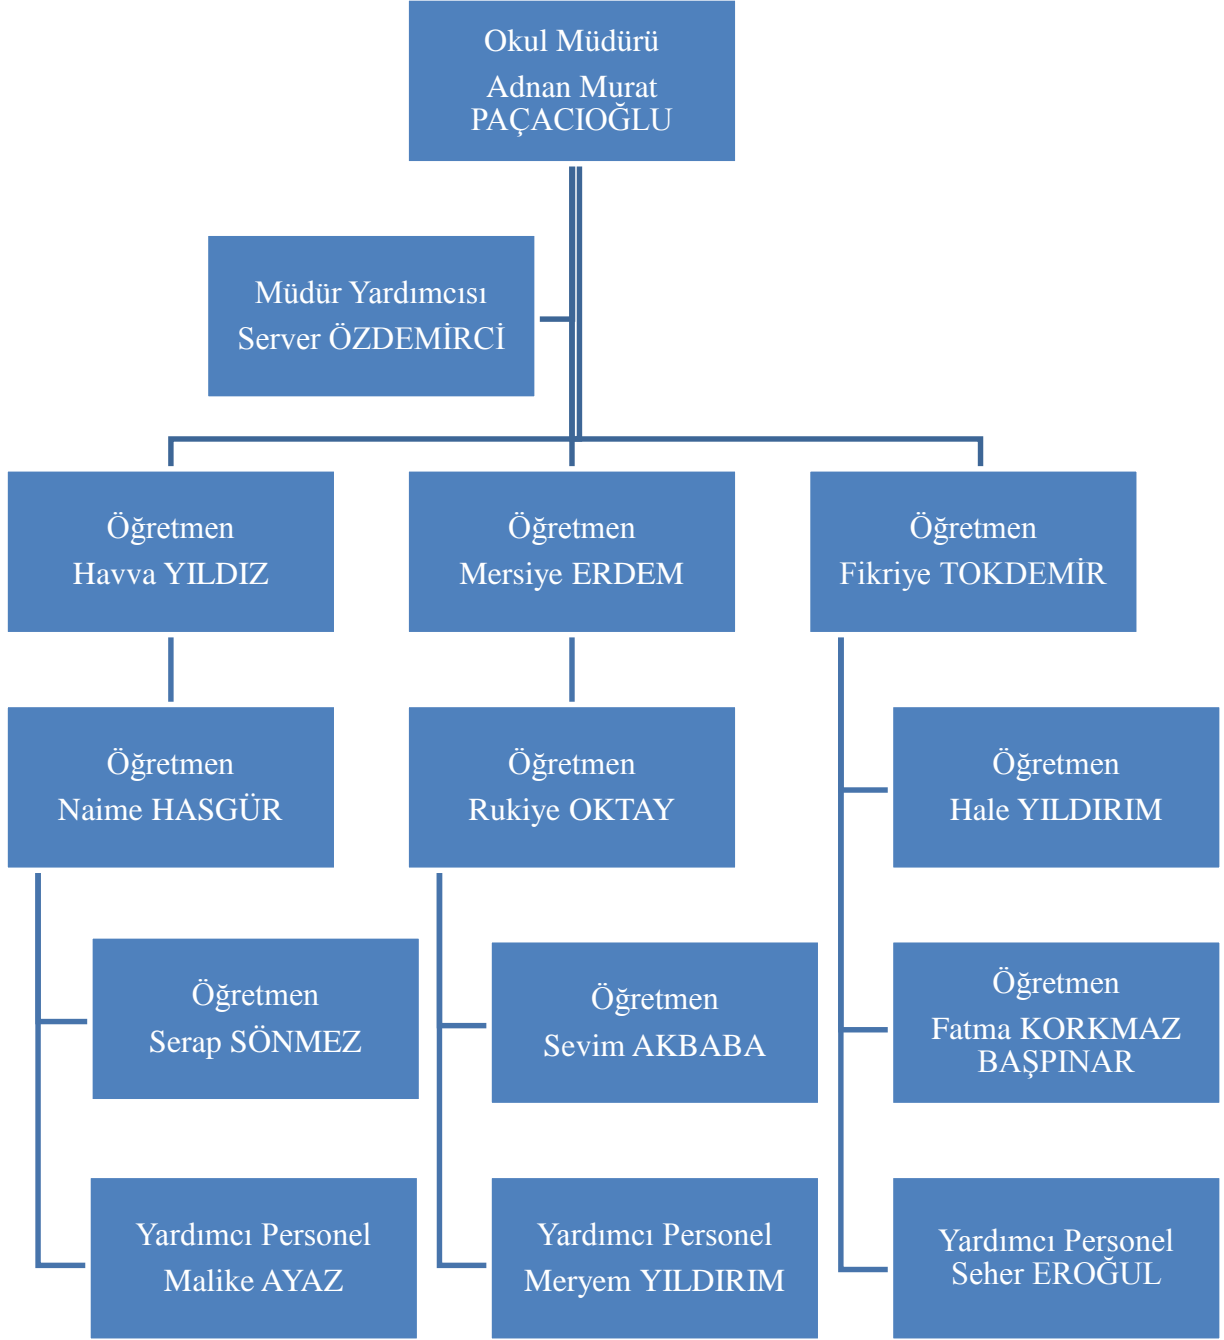 Okul Müdürü
Adnan Murat
PAÇACIOĞLU
Müdür Yardımcısı
Server ÖZDEMİRCİ
Öğretmen
Havva YILDIZ
Öğretmen
Mersiye ERDEM
Öğretmen
Fikriye TOKDEMİR
Öğretmen
Naime HASGÜR
Öğretmen
Rukiye OKTAY
Öğretmen
Hale YILDIRIM
Öğretmen
Serap SÖNMEZ
Öğretmen
Sevim AKBABA
Öğretmen
Fatma KORKMAZ
BAŞPINAR
Yardımcı Personel
Malike AYAZ
Yardımcı Personel
Meryem YILDIRIM
Yardımcı Personel
Seher EROĞUL